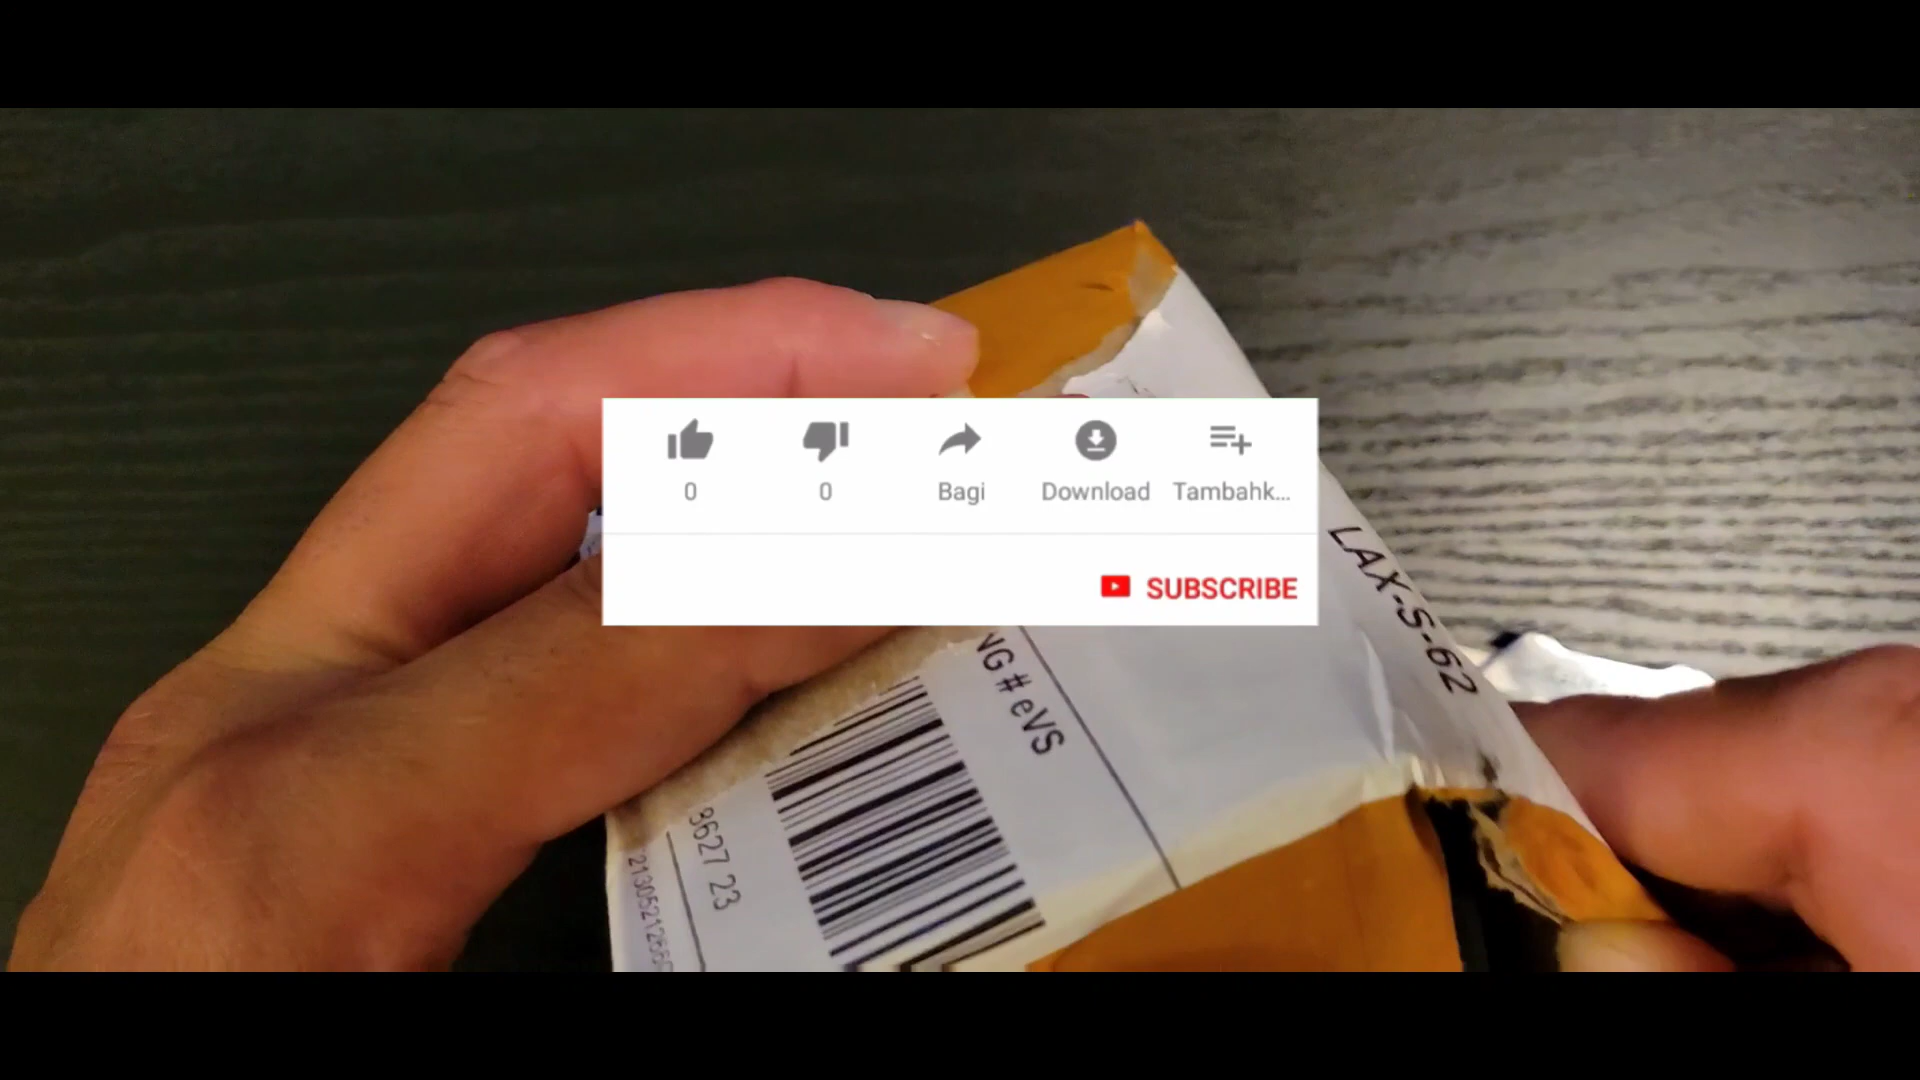 0
0
Bagi
Download
Tambahk...
SUBSCRIBE
LAX-S-62
NG#eVS
3627 23